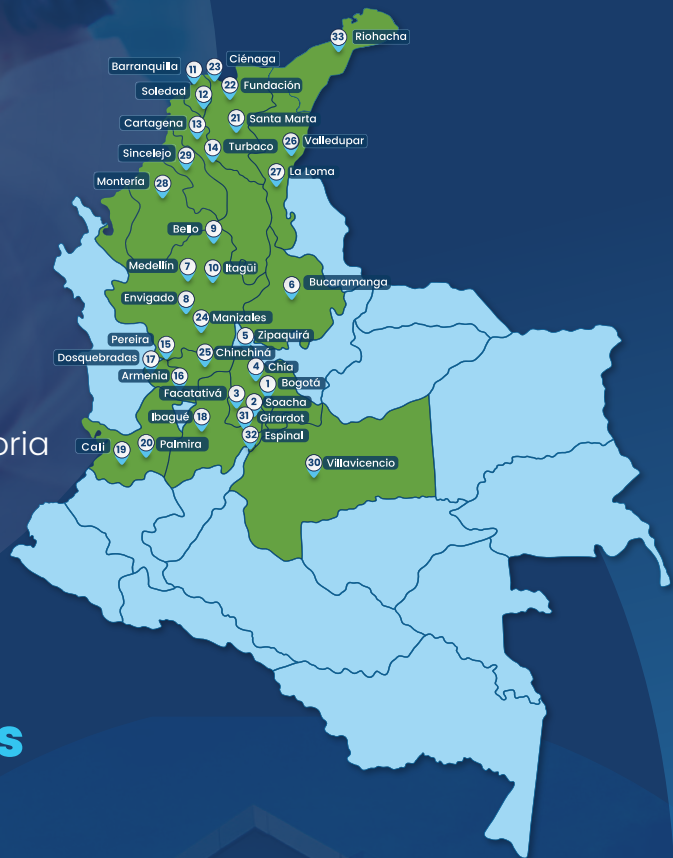 33 Riohacha
Barranquilla 11
23 Ciénaga
Soledad 12
22 Fundación
Cartagena 13
21 Santa Marta
Sincelejo 29
14 Turbaco
26 Valledupar
27 La Loma
Montería 28
Bello 9
Medellín 7
10 Itagüi
6 Bucaramanga
Envigado 8
24 Manizales
5 Zipaquirá
Pereira 15
Dosquebradas 17
25 Chinchiná
4 Chía
Armenia 16
1 Bogotá
Facatativá 3
2 Soacha
Ibagué 18
31 Girardot
32 Espinal
oria
Cali 19
20 Palmira
30 Villavicencio
s